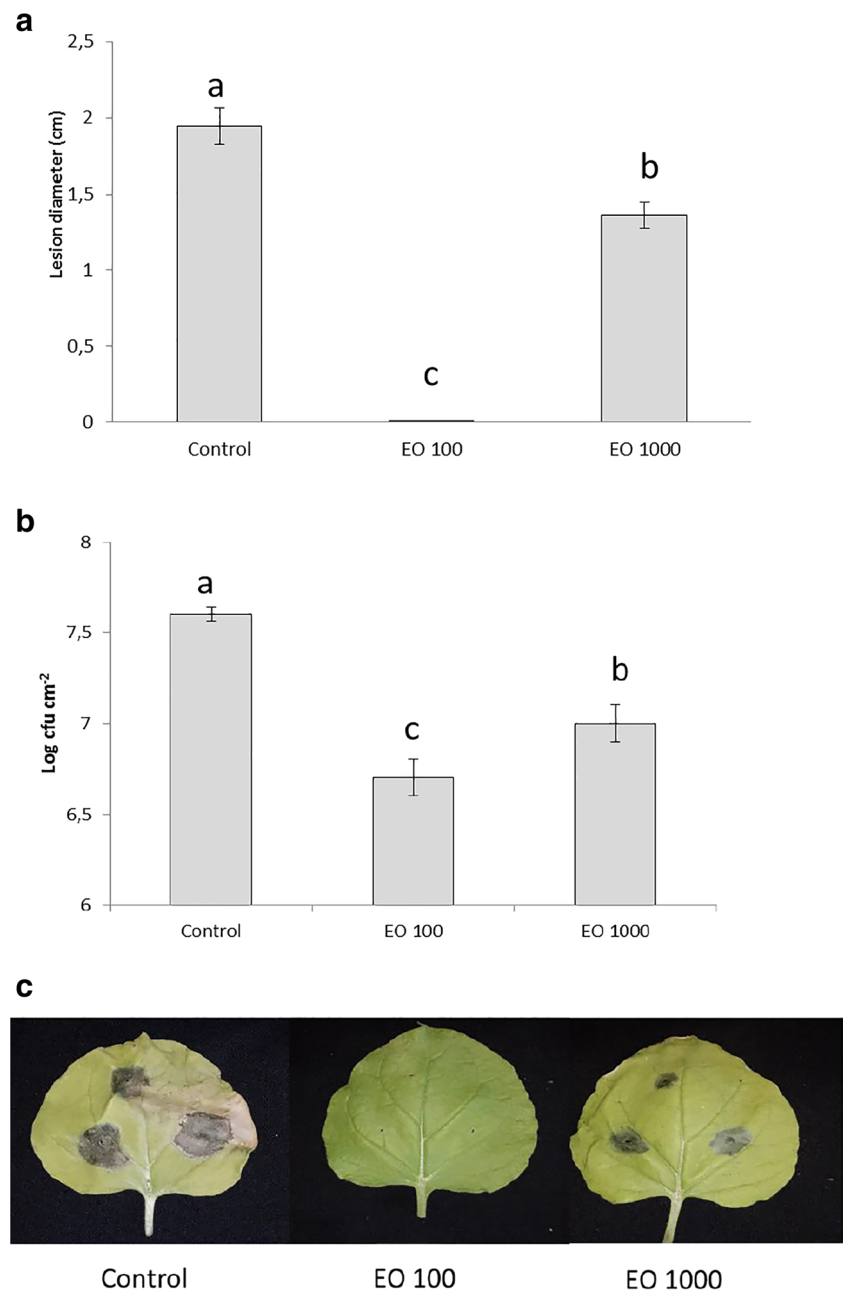 a
2,5
2
1,5
1
0,5
0
Lesion diameter (cm)
a
c
b
Control EO 100 EO 1000
b
8
7,5
7
6,5
6
Log cfu cm-2
a
c
b
Control EO 100 EO 1000
c
Control EO 100 EO 1000